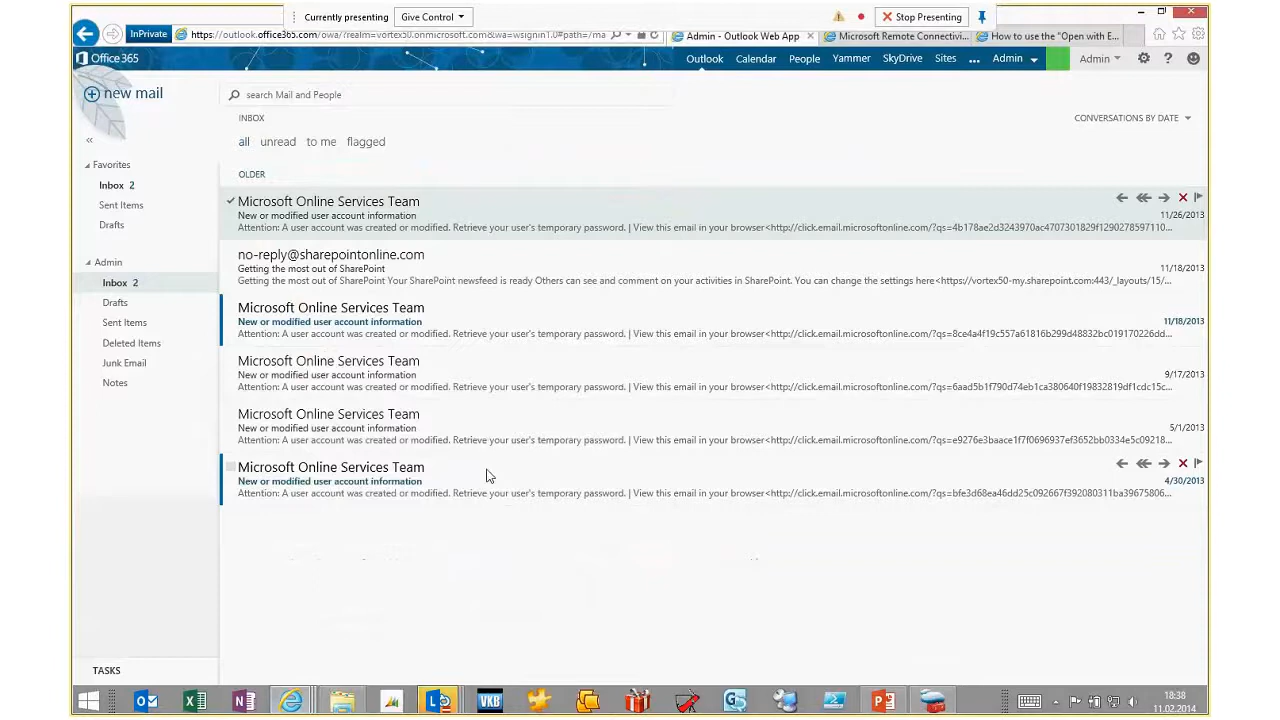 Currently presenting Give Control Stop Presenting
InPrivate https://outlook.office365.com/owa/?realm=vortex50.onmicrosoft.com&wa=wsignin1.0#path=/ma Admin - Outlook Web App Microsoft Remote Connectivi... How to use the "Open with E...
Office 365 Outlook Calendar People Yammer SkyDrive Sites ... Admin Admin
new mail
search Mail and People
INBOX
CONVERSATIONS BY DATE
all unread to me flagged
Favorites
Inbox 2
Sent Items
Drafts
Admin
Inbox 2
Drafts
Sent Items
Deleted Items
Junk Email
Notes
TASKS
OLDER
Microsoft Online Services Team
New or modified user account information 11/26/2013
Attention: A user account was created or modified. Retrieve your user's temporary password. | View this email in your browser<http://click.email.microsoftonline.com/?qs=4b178ae2d3243970ac4707301829f1290278597110...
no-reply@sharepointonline.com
Getting the most out of SharePoint 11/18/2013
Getting the most out of SharePoint Your SharePoint newsfeed is ready Others can see and comment on your activities in SharePoint. You can change the settings here<https://vortex50-my.sharepoint.com:443/_layouts/15/...
Microsoft Online Services Team
New or modified user account information 11/18/2013
Attention: A user account was created or modified. Retrieve your user's temporary password. | View this email in your browser<http://click.email.microsoftonline.com/?qs=8ce4a4f19c557a61816b299d48832bc019170226dd...
Microsoft Online Services Team
New or modified user account information 9/17/2013
Attention: A user account was created or modified. Retrieve your user's temporary password. | View this email in your browser<http://click.email.microsoftonline.com/?qs=6aad5b1f790d74eb1ca380640f19832819df1cdc15c...
Microsoft Online Services Team
New or modified user account information 5/1/2013
Attention: A user account was created or modified. Retrieve your user's temporary password. | View this email in your browser<http://click.email.microsoftonline.com/?qs=e9276e3baace1f7f0696937ef3652bb0334e5c09218...
Microsoft Online Services Team
New or modified user account information 4/30/2013
Attention: A user account was created or modified. Retrieve your user's temporary password. | View this email in your browser<http://click.email.microsoftonline.com/?qs=bfe3d68ea46dd25c092667f392080311ba39675806...
VKB
18:38
11.02.2014